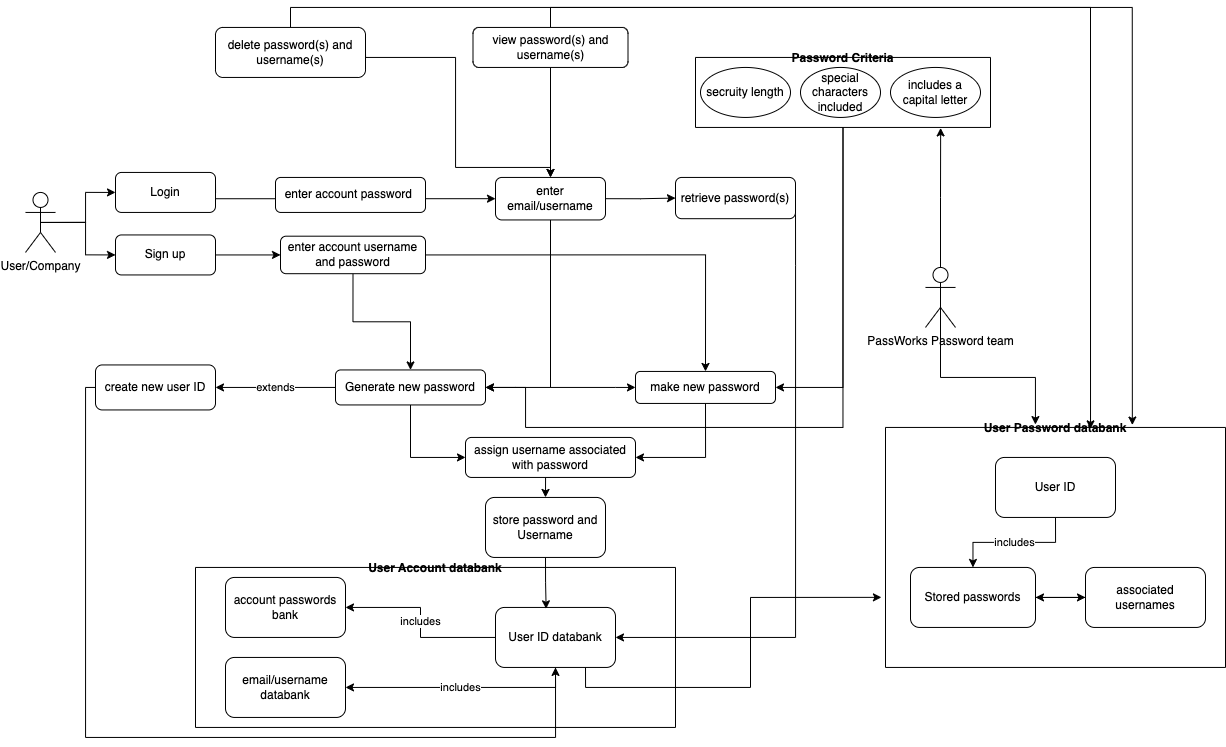 delete password(s) and
username(s)
view password(s) and
username(s)
Password Criteria
secruity length
special
characters
included
includes a
capital letter
Login
enter account password
enter
email/username
retrieve password(s)
User/Company
Sign up
enter account username
and password
PassWorks Password team
create new user ID
extends
Generate new password
make new password
User Password databank
assign username associated
with password
User ID
store password and
Username
includes
Stored passwords
associated
usernames
User Account databank
account passwords
bank
includes
User ID databank
email/username
databank
includes